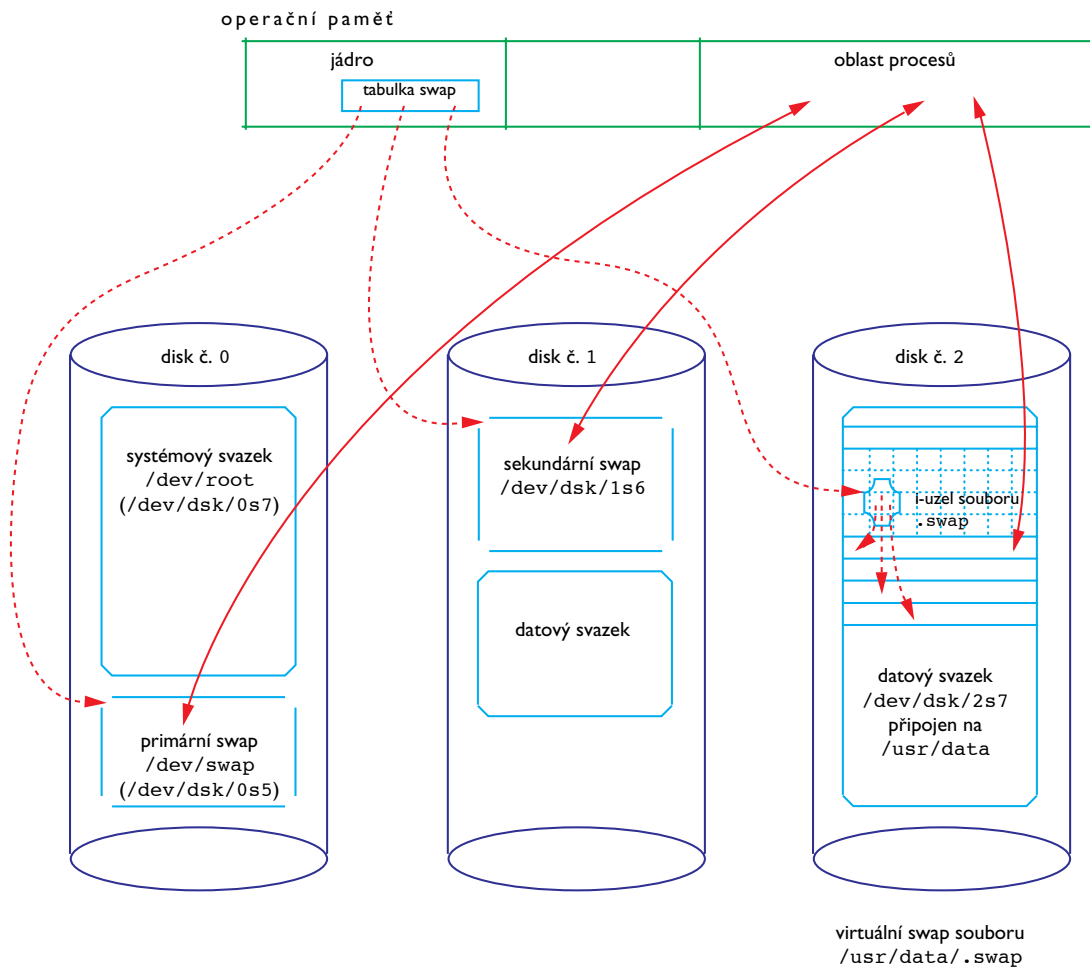 operační paměť
jádro
oblast procesů
tabulka swap
disk č. 0
disk č. 1
disk č. 2
systémový svazek
/dev/root
(/dev/dsk/0s7)
sekundární swap
/dev/dsk/1s6
i-uzel souboru
.swap
datový svazek
datový svazek
/dev/dsk/2s7
připojen na
/usr/data
primární swap
/dev/swap
(/dev/dsk/0s5)
virtuální swap souboru
/usr/data/.swap